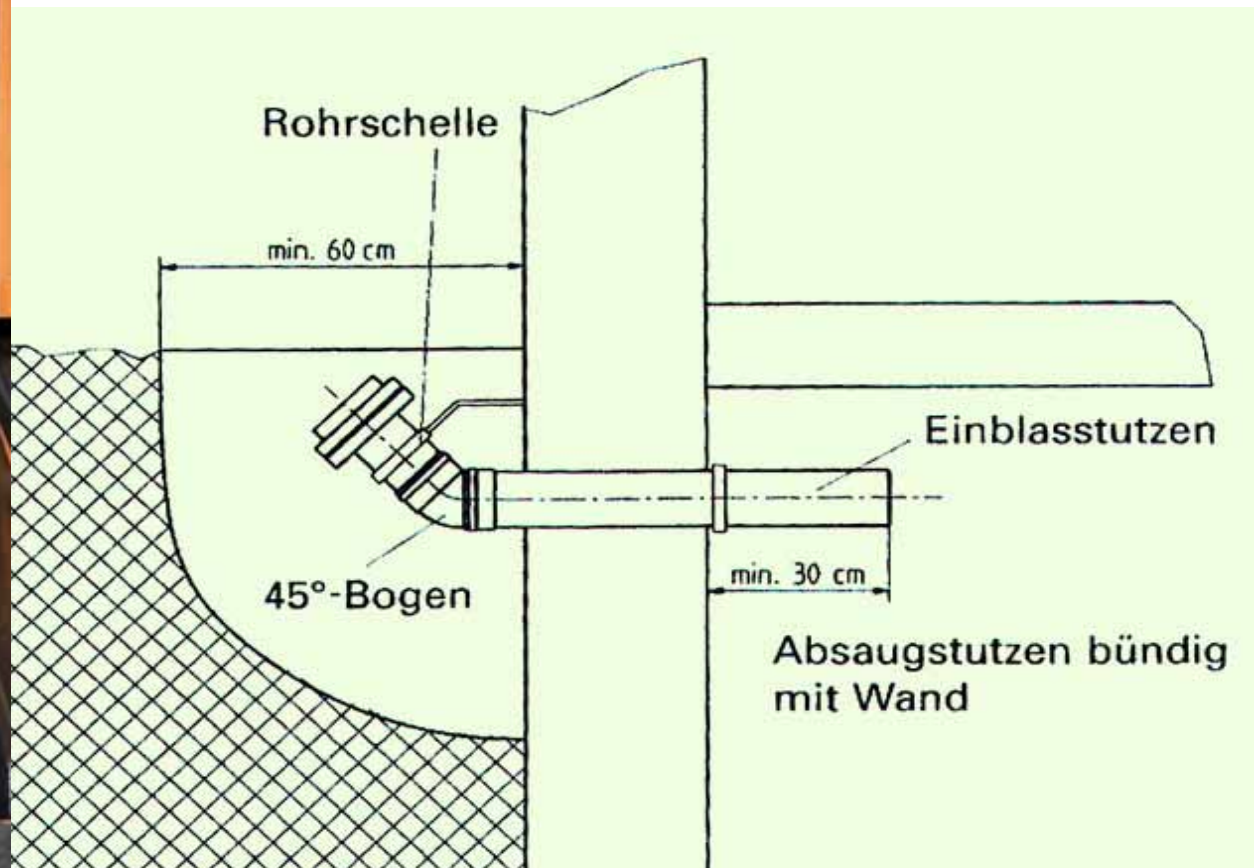 Rohrschelle
min. 60 cm
Einblasstutzen
min. 30 cm
45°-Bogen
Absaugstutzen bündig
mit Wand